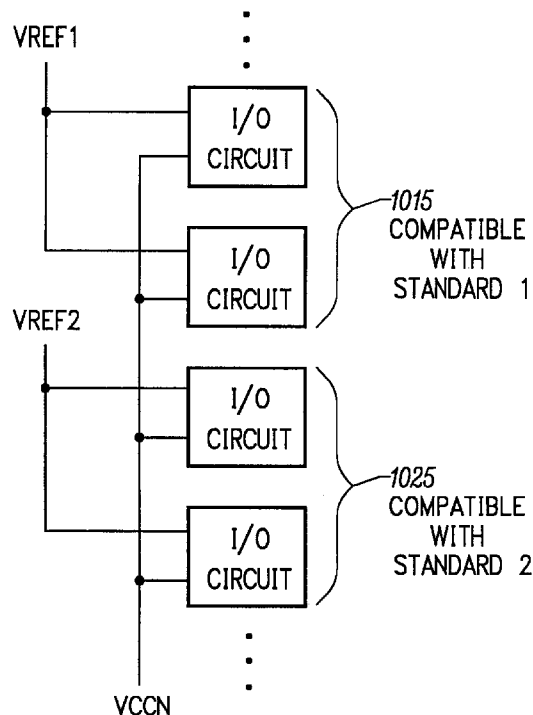 VREF1
I/O
CIRCUIT
I/O
CIRCUIT
1015
COMPATIBLE
WITH
STANDARD 1
VREF2
I/O
CIRCUIT
I/O
CIRCUIT
1025
COMPATIBLE
WITH
STANDARD 2
VCCN